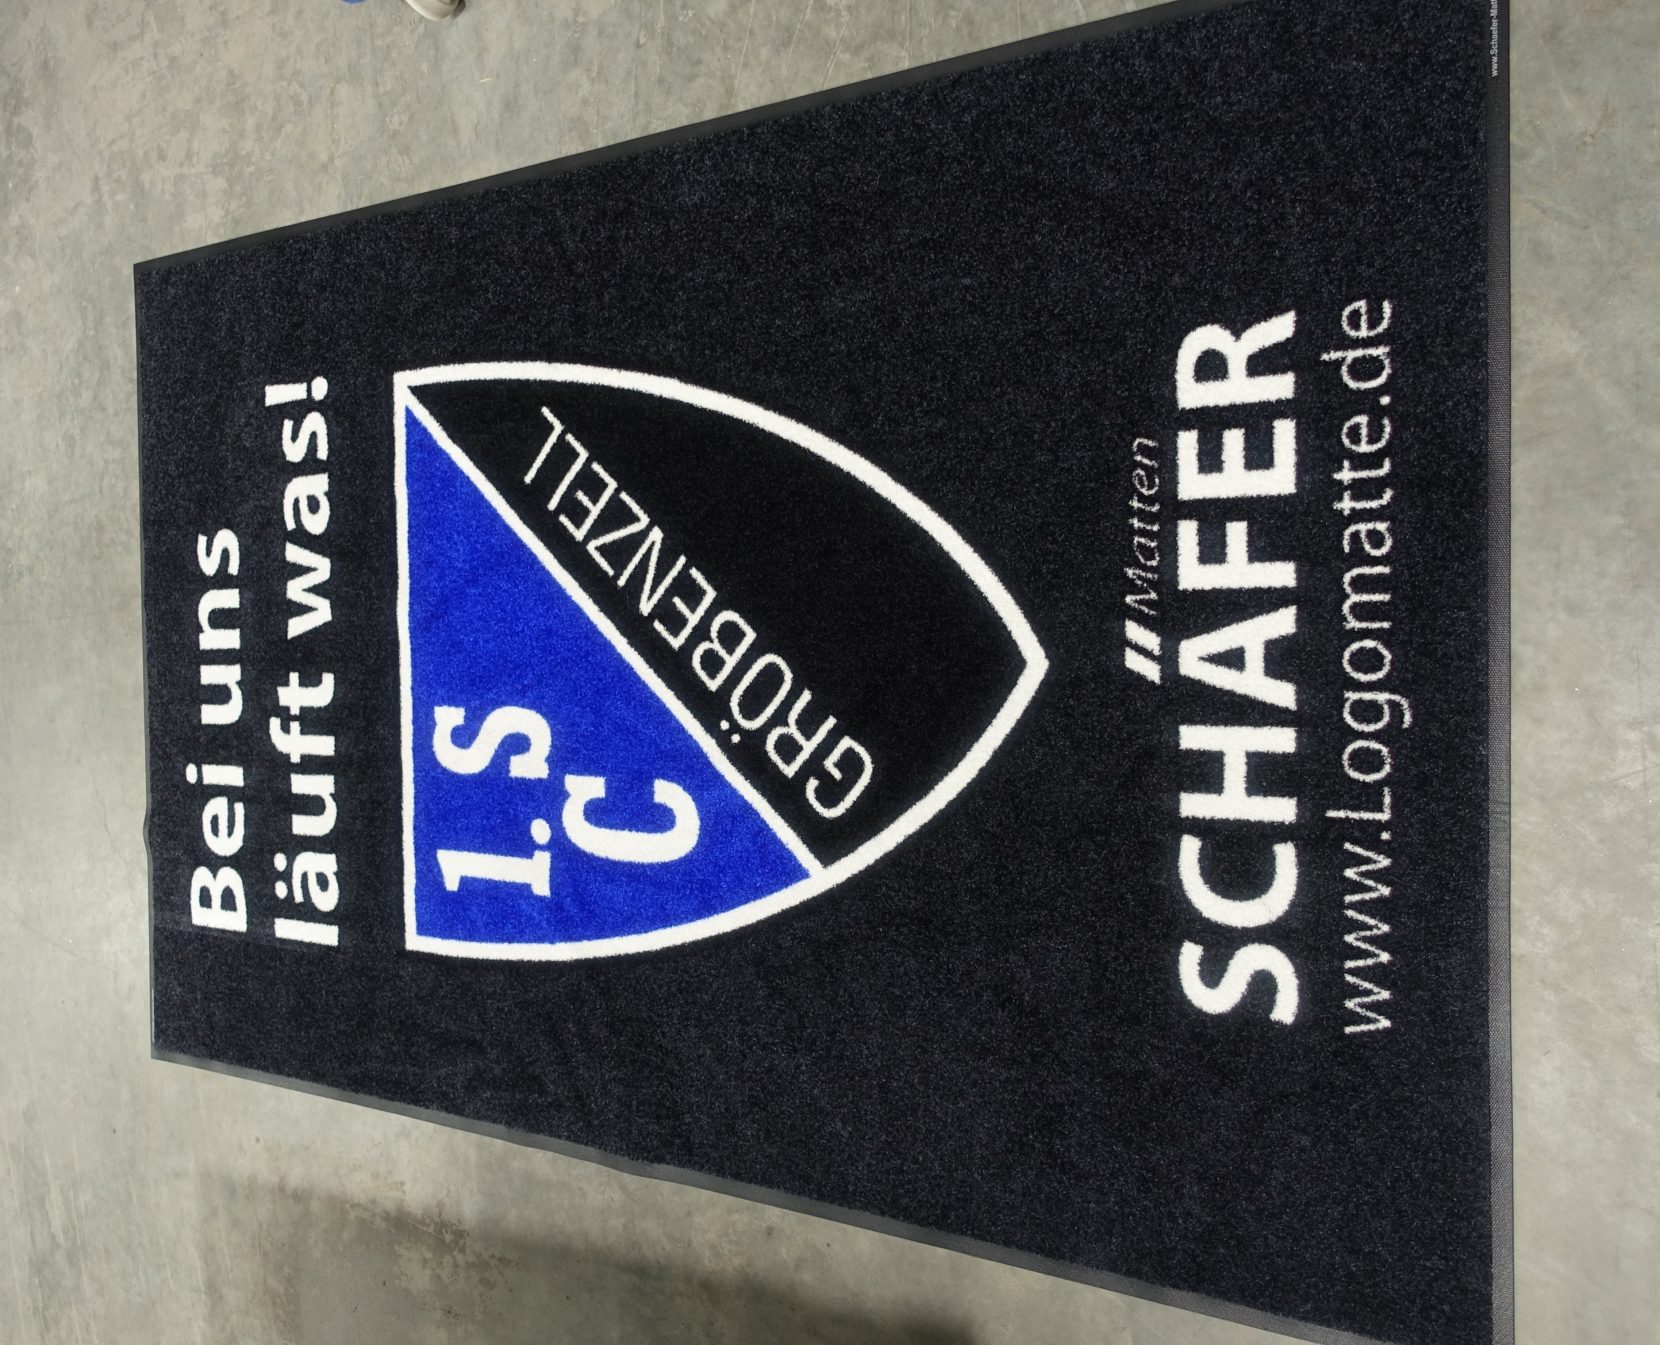 Bei uns
läuft was!
1. S
C
GRÖBENZELL
Matten
SCHÄFER
www.Logomatte.de